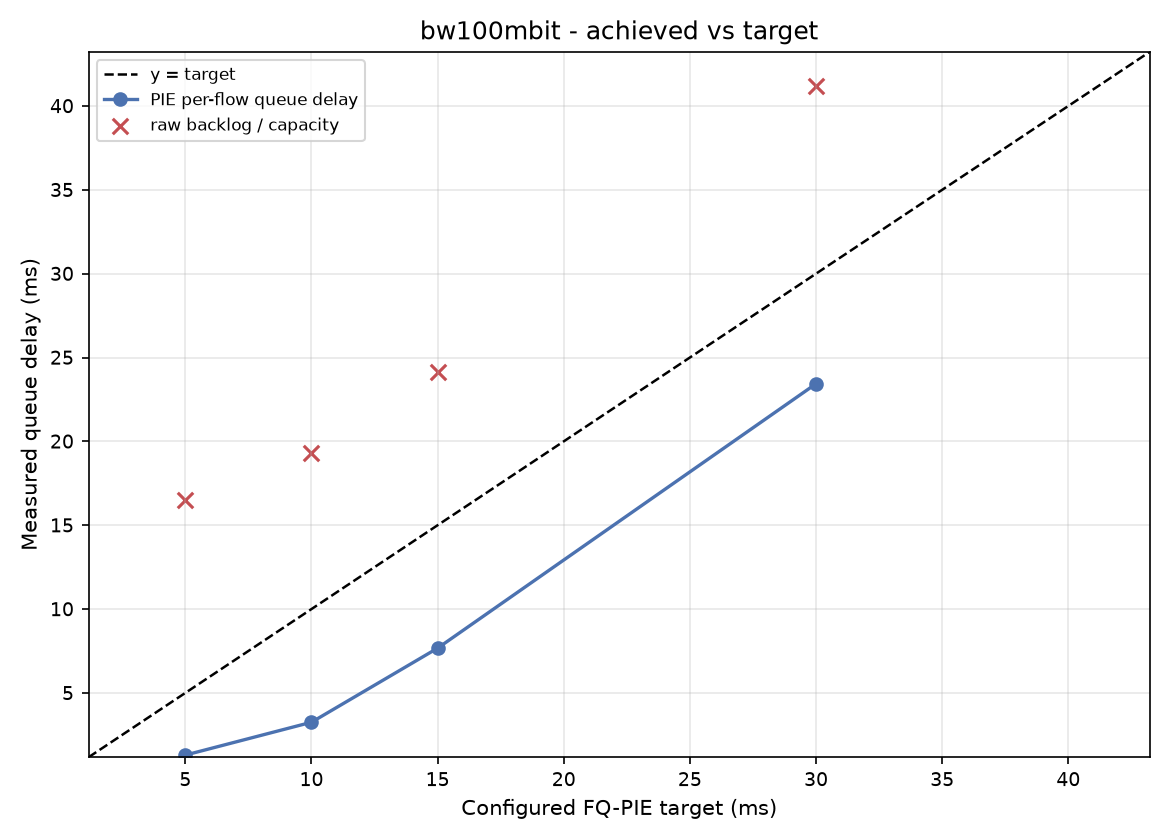 bw100mbit - achieved vs target
y = target
PIE per-flow queue delay
raw backlog / capacity
Measured queue delay (ms)
40
35
30
25
20
15
10
5
5 10 15 20 25 30 35 40
Configured FQ-PIE target (ms)